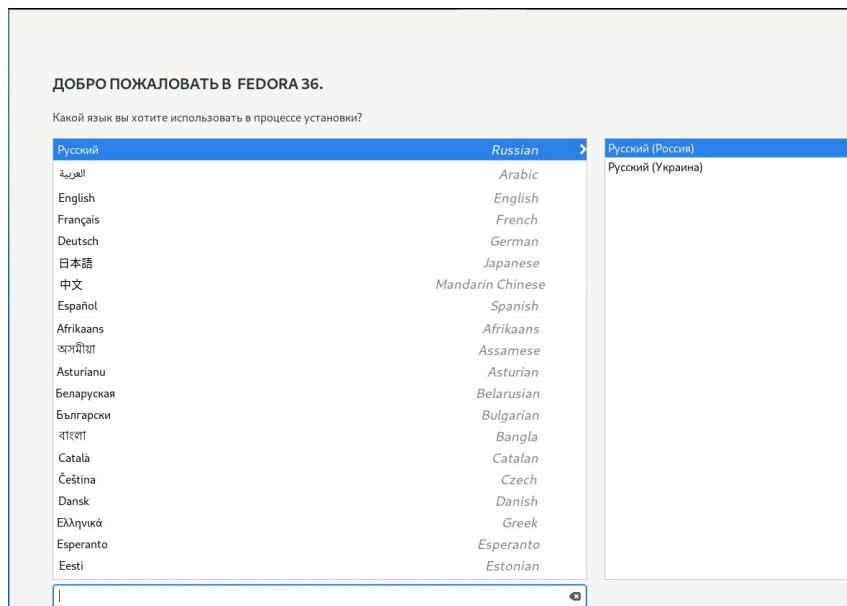 ДОБРО ПОЖАЛОВАТЬ В FEDORA 36.
Какой язык вы хотите использовать в процессе установки?
Русский Russian
العربية Arabic
English English
Français French
Deutsch German
日本語 Japanese
中文 Mandarin Chinese
Español Spanish
Afrikaans Afrikaans
অসমীয়া Assamese
Asturianu Asturian
Беларуская Belarusian
Български Bulgarian
বাংলা Bangla
Català Catalan
Čeština Czech
Dansk Danish
Ελληνικά Greek
Esperanto Esperanto
Eesti Estonian
Русский (Россия)
Русский (Украина)